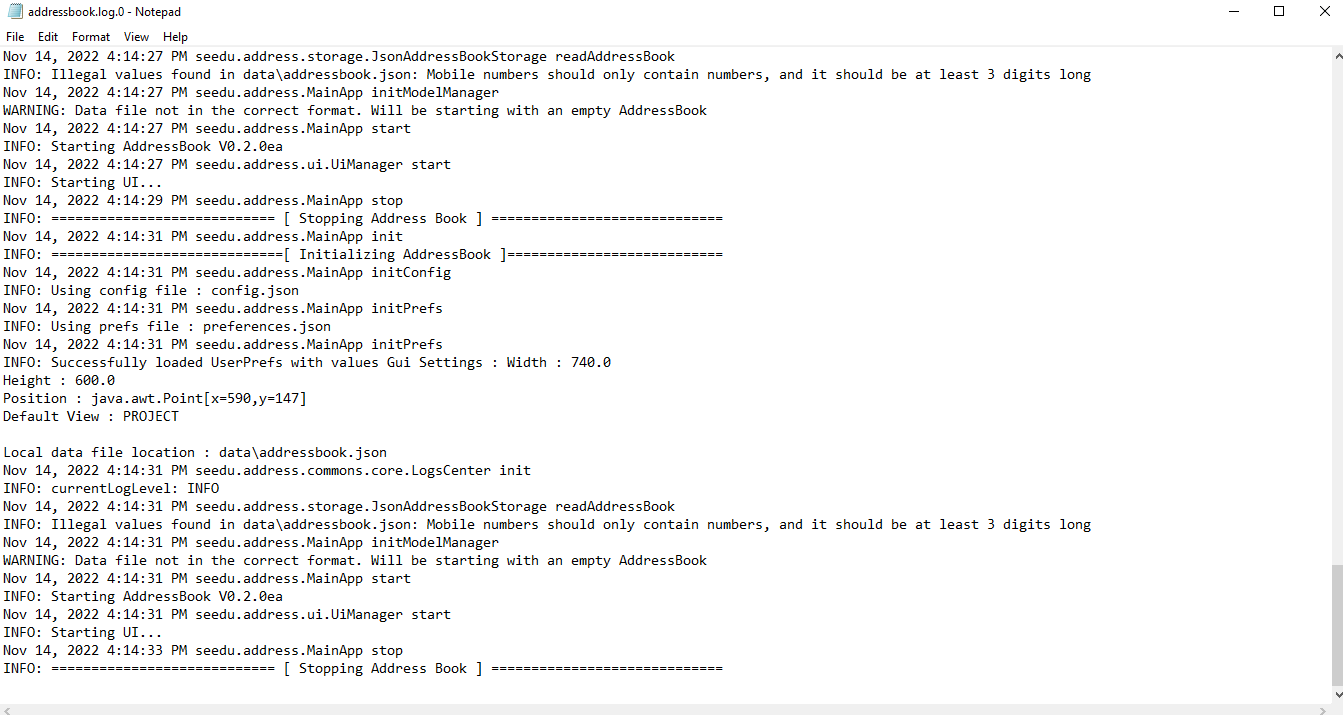 addressbook.log.0 - Notepad
File Edit Format View Help
Nov 14, 2022 4:14:27 PM seedu.address.storage.JsonAddressBookStorage readAddressBook
INFO: Illegal values found in data\addressbook.json: Mobile numbers should only contain numbers, and it should be at least 3 digits long
Nov 14, 2022 4:14:27 PM seedu.address.MainApp initModelManager
WARNING: Data file not in the correct format. Will be starting with an empty AddressBook
Nov 14, 2022 4:14:27 PM seedu.address.MainApp start
INFO: Starting AddressBook V0.2.0ea
Nov 14, 2022 4:14:27 PM seedu.address.ui.UiManager start
INFO: Starting UI...
Nov 14, 2022 4:14:29 PM seedu.address.MainApp stop
INFO: ============================ [ Stopping Address Book ] =============================
Nov 14, 2022 4:14:31 PM seedu.address.MainApp init
INFO: =============================[ Initializing AddressBook ]===========================
Nov 14, 2022 4:14:31 PM seedu.address.MainApp initConfig
INFO: Using config file : config.json
Nov 14, 2022 4:14:31 PM seedu.address.MainApp initPrefs
INFO: Using prefs file : preferences.json
Nov 14, 2022 4:14:31 PM seedu.address.MainApp initPrefs
INFO: Successfully loaded UserPrefs with values Gui Settings : Width : 740.0
Height : 600.0
Position : java.awt.Point[x=590,y=147]
Default View : PROJECT
Local data file location : data\addressbook.json
Nov 14, 2022 4:14:31 PM seedu.address.commons.core.LogsCenter init
INFO: currentLogLevel: INFO
Nov 14, 2022 4:14:31 PM seedu.address.storage.JsonAddressBookStorage readAddressBook
INFO: Illegal values found in data\addressbook.json: Mobile numbers should only contain numbers, and it should be at least 3 digits long
Nov 14, 2022 4:14:31 PM seedu.address.MainApp initModelManager
WARNING: Data file not in the correct format. Will be starting with an empty AddressBook
Nov 14, 2022 4:14:31 PM seedu.address.MainApp start
INFO: Starting AddressBook V0.2.0ea
Nov 14, 2022 4:14:31 PM seedu.address.ui.UiManager start
INFO: Starting UI...
Nov 14, 2022 4:14:33 PM seedu.address.MainApp stop
INFO: ============================ [ Stopping Address Book ] =============================